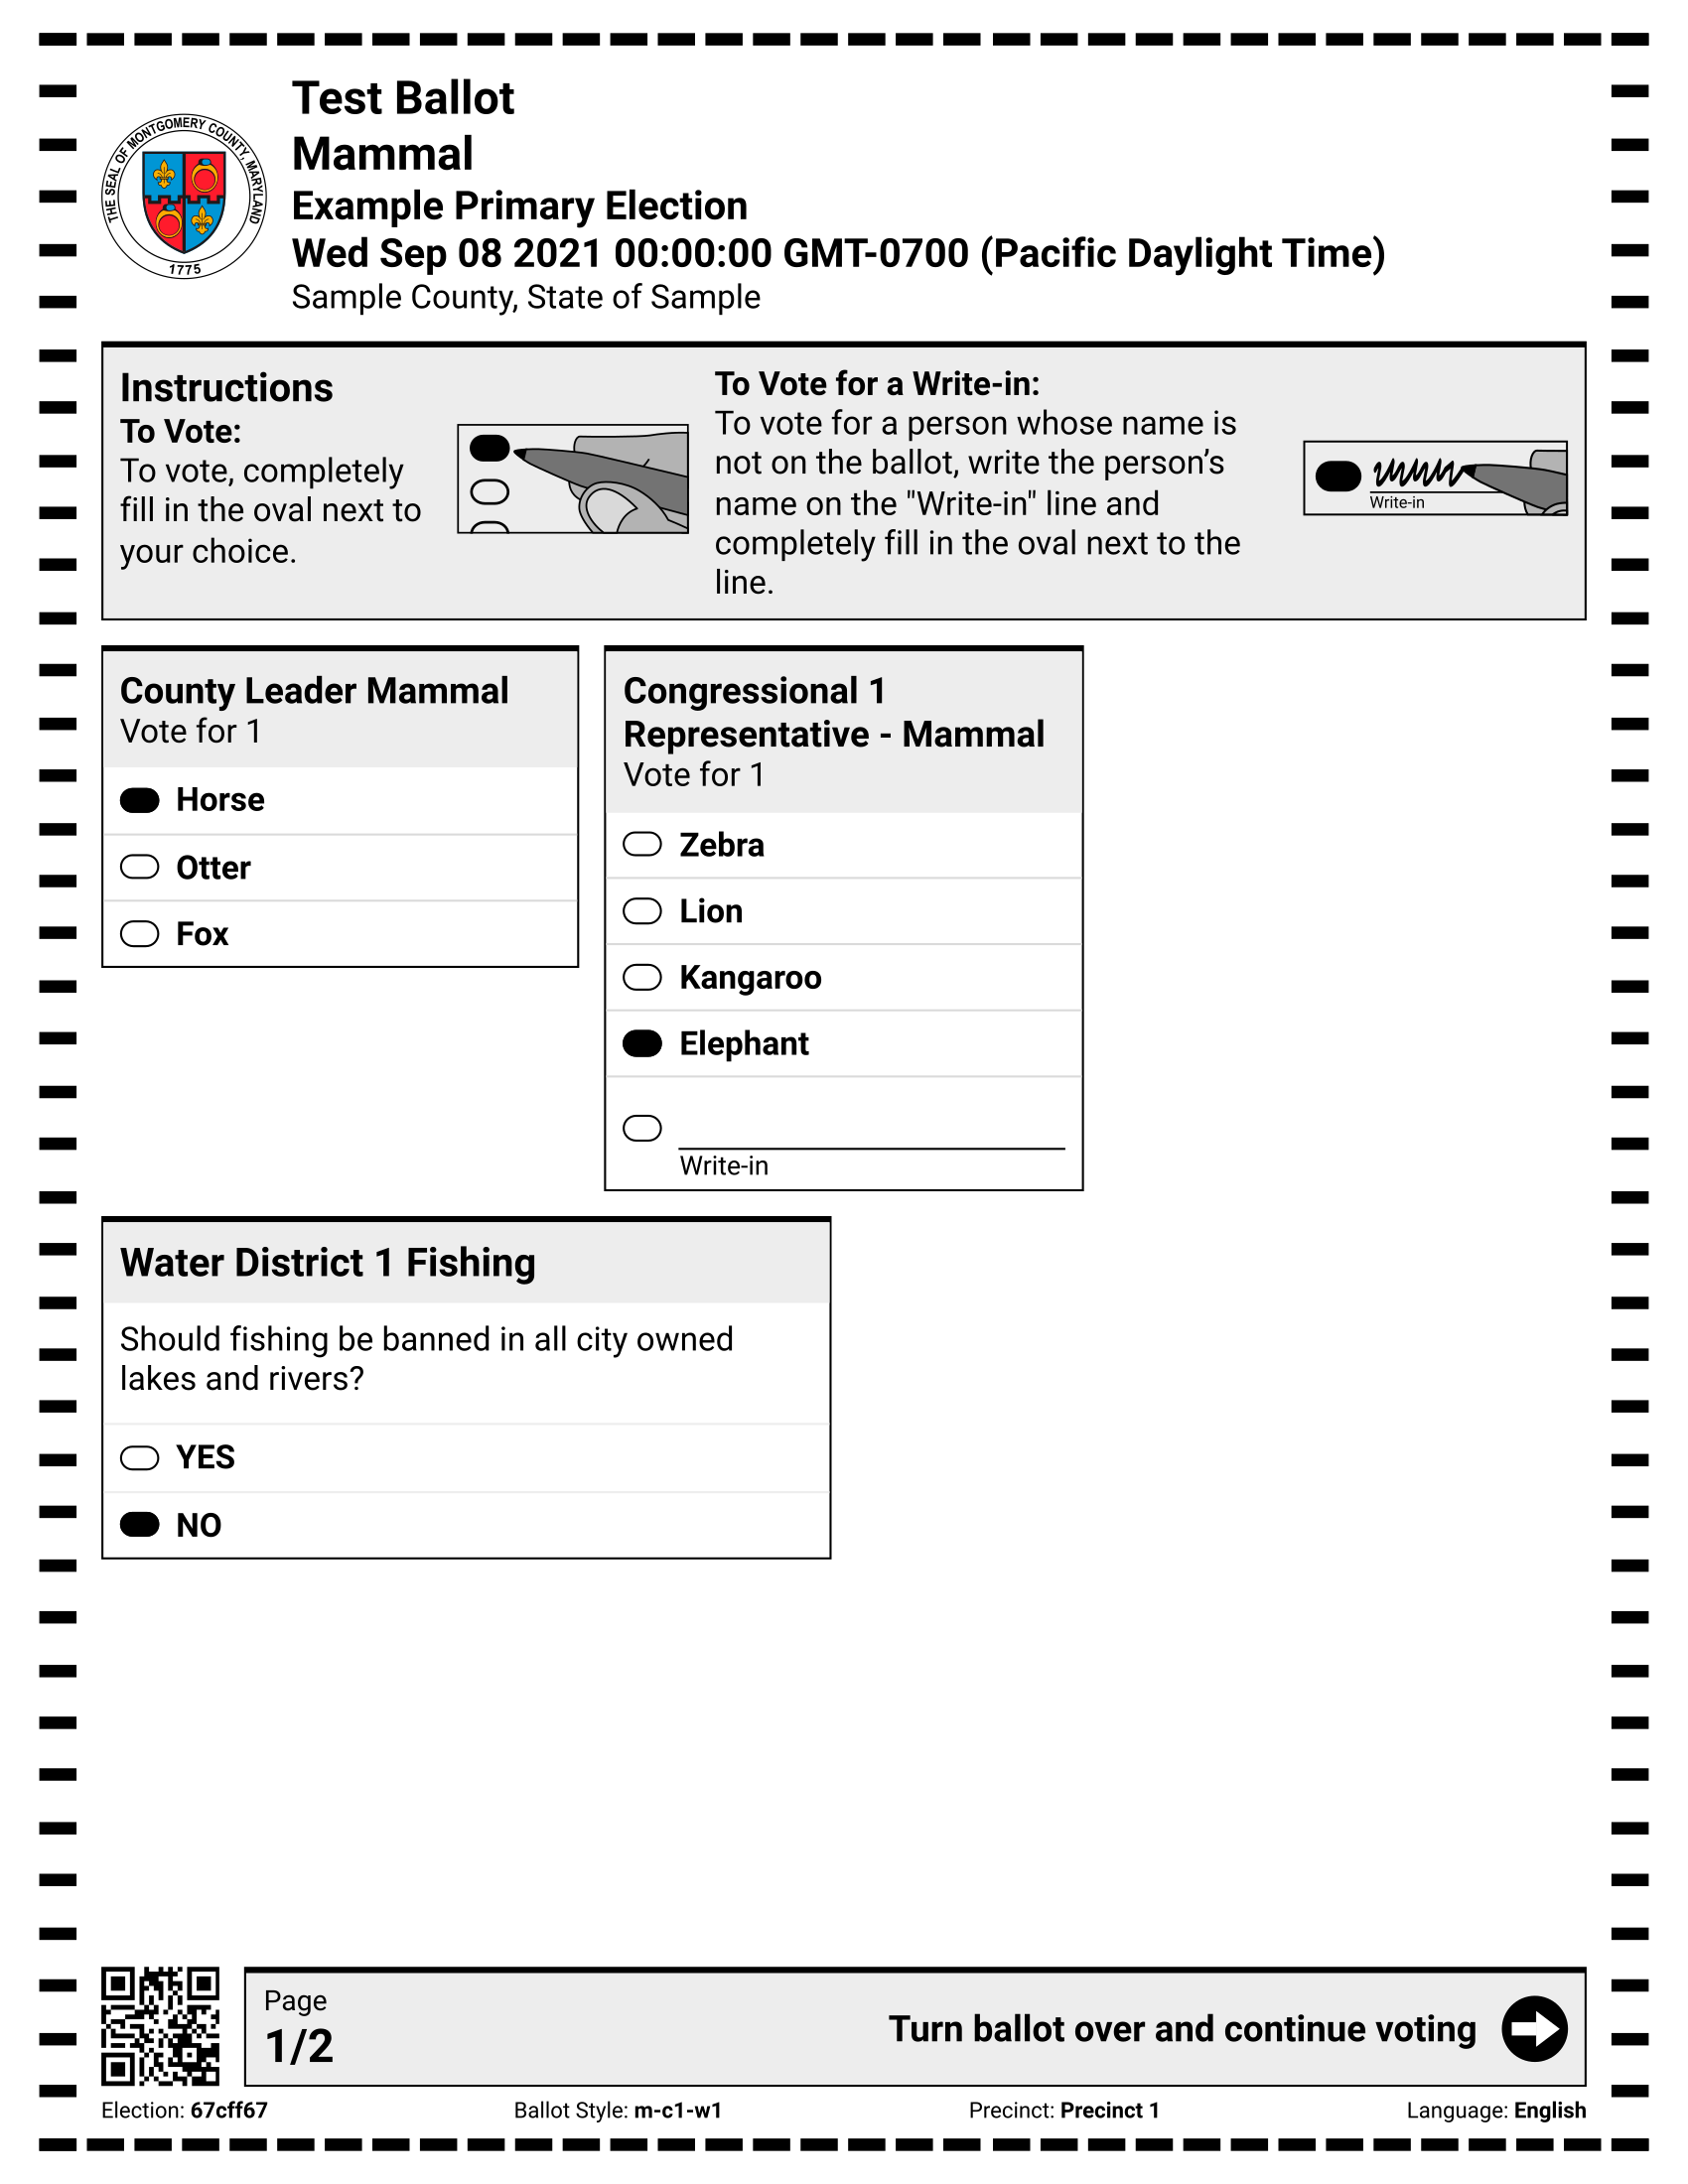 THE SEAL OF MONTGOMERY COUNTY, MARYLAND
1775
Test Ballot
Mammal
Example Primary Election
Wed Sep 08 2021 00:00:00 GMT-0700 (Pacific Daylight Time)
Sample County, State of Sample
Instructions
To Vote:
To vote, completely
fill in the oval next to
your choice.
To Vote for a Write-in:
To vote for a person whose name is
not on the ballot, write the person’s
name on the "Write-in" line and
completely fill in the oval next to the
line.
Write-in
County Leader Mammal
Vote for 1
Horse
Otter
Fox
Congressional 1
Representative - Mammal
Vote for 1
Zebra
Lion
Kangaroo
Elephant
Write-in
Water District 1 Fishing
Should fishing be banned in all city owned
lakes and rivers?
YES
NO
Page
1/2
Turn ballot over and continue voting
Election: 67cff67
Ballot Style: m-c1-w1
Precinct: Precinct 1
Language: English